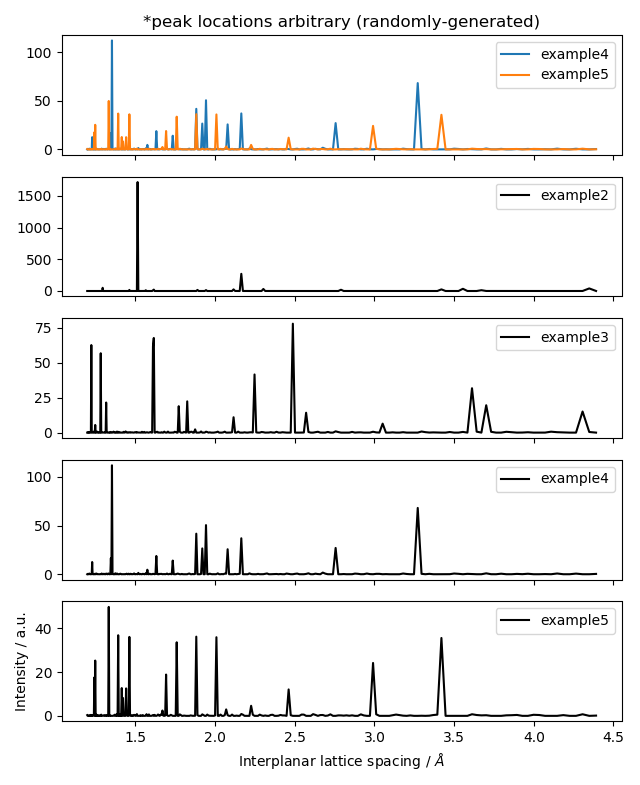 *peak locations arbitrary (randomly-generated)
100
50
0
example4
example5
1500
1000
500
0
example2
75
50
25
0
example3
100
50
0
example4
40
20
0
example5
Intensity / a.u.
1.5 2.0 2.5 3.0 3.5 4.0 4.5
Interplanar lattice spacing / Å